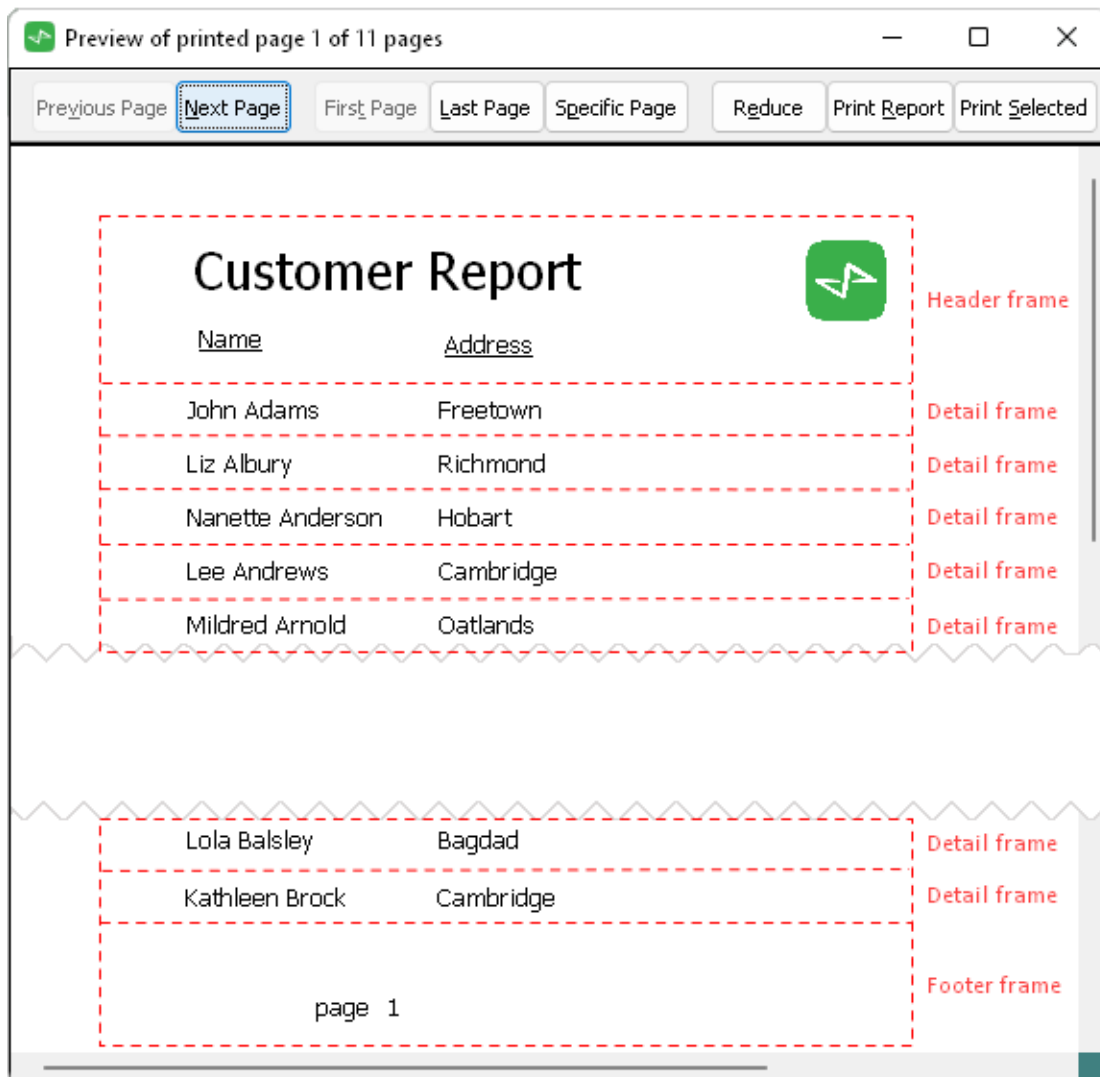 Preview of printed page 1 of 11 pages
Previous Page Next Page First Page Last Page Specific Page Reduce Print Report Print Selected
Customer Report
Header frame
Name Address
John Adams Freetown Detail frame
Liz Albury Richmond Detail frame
Nanette Anderson Hobart Detail frame
Lee Andrews Cambridge Detail frame
Mildred Arnold Oatlands Detail frame
Lola Balsley Bagdad Detail frame
Kathleen Brock Cambridge Detail frame
Footer frame
page 1